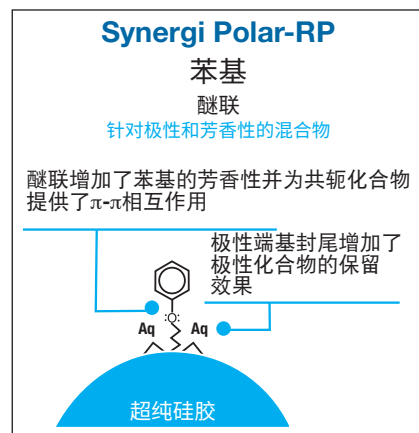 Synergi Polar-RP
苯基
醚联
针对极性和芳香性的混合物
醚联增加了苯基的芳香性并为共轭化合物
提供了π-π相互作用
极性端基封尾增加了
极性化合物的保留
效果
:O:
Aq
Aq
超纯硅胶